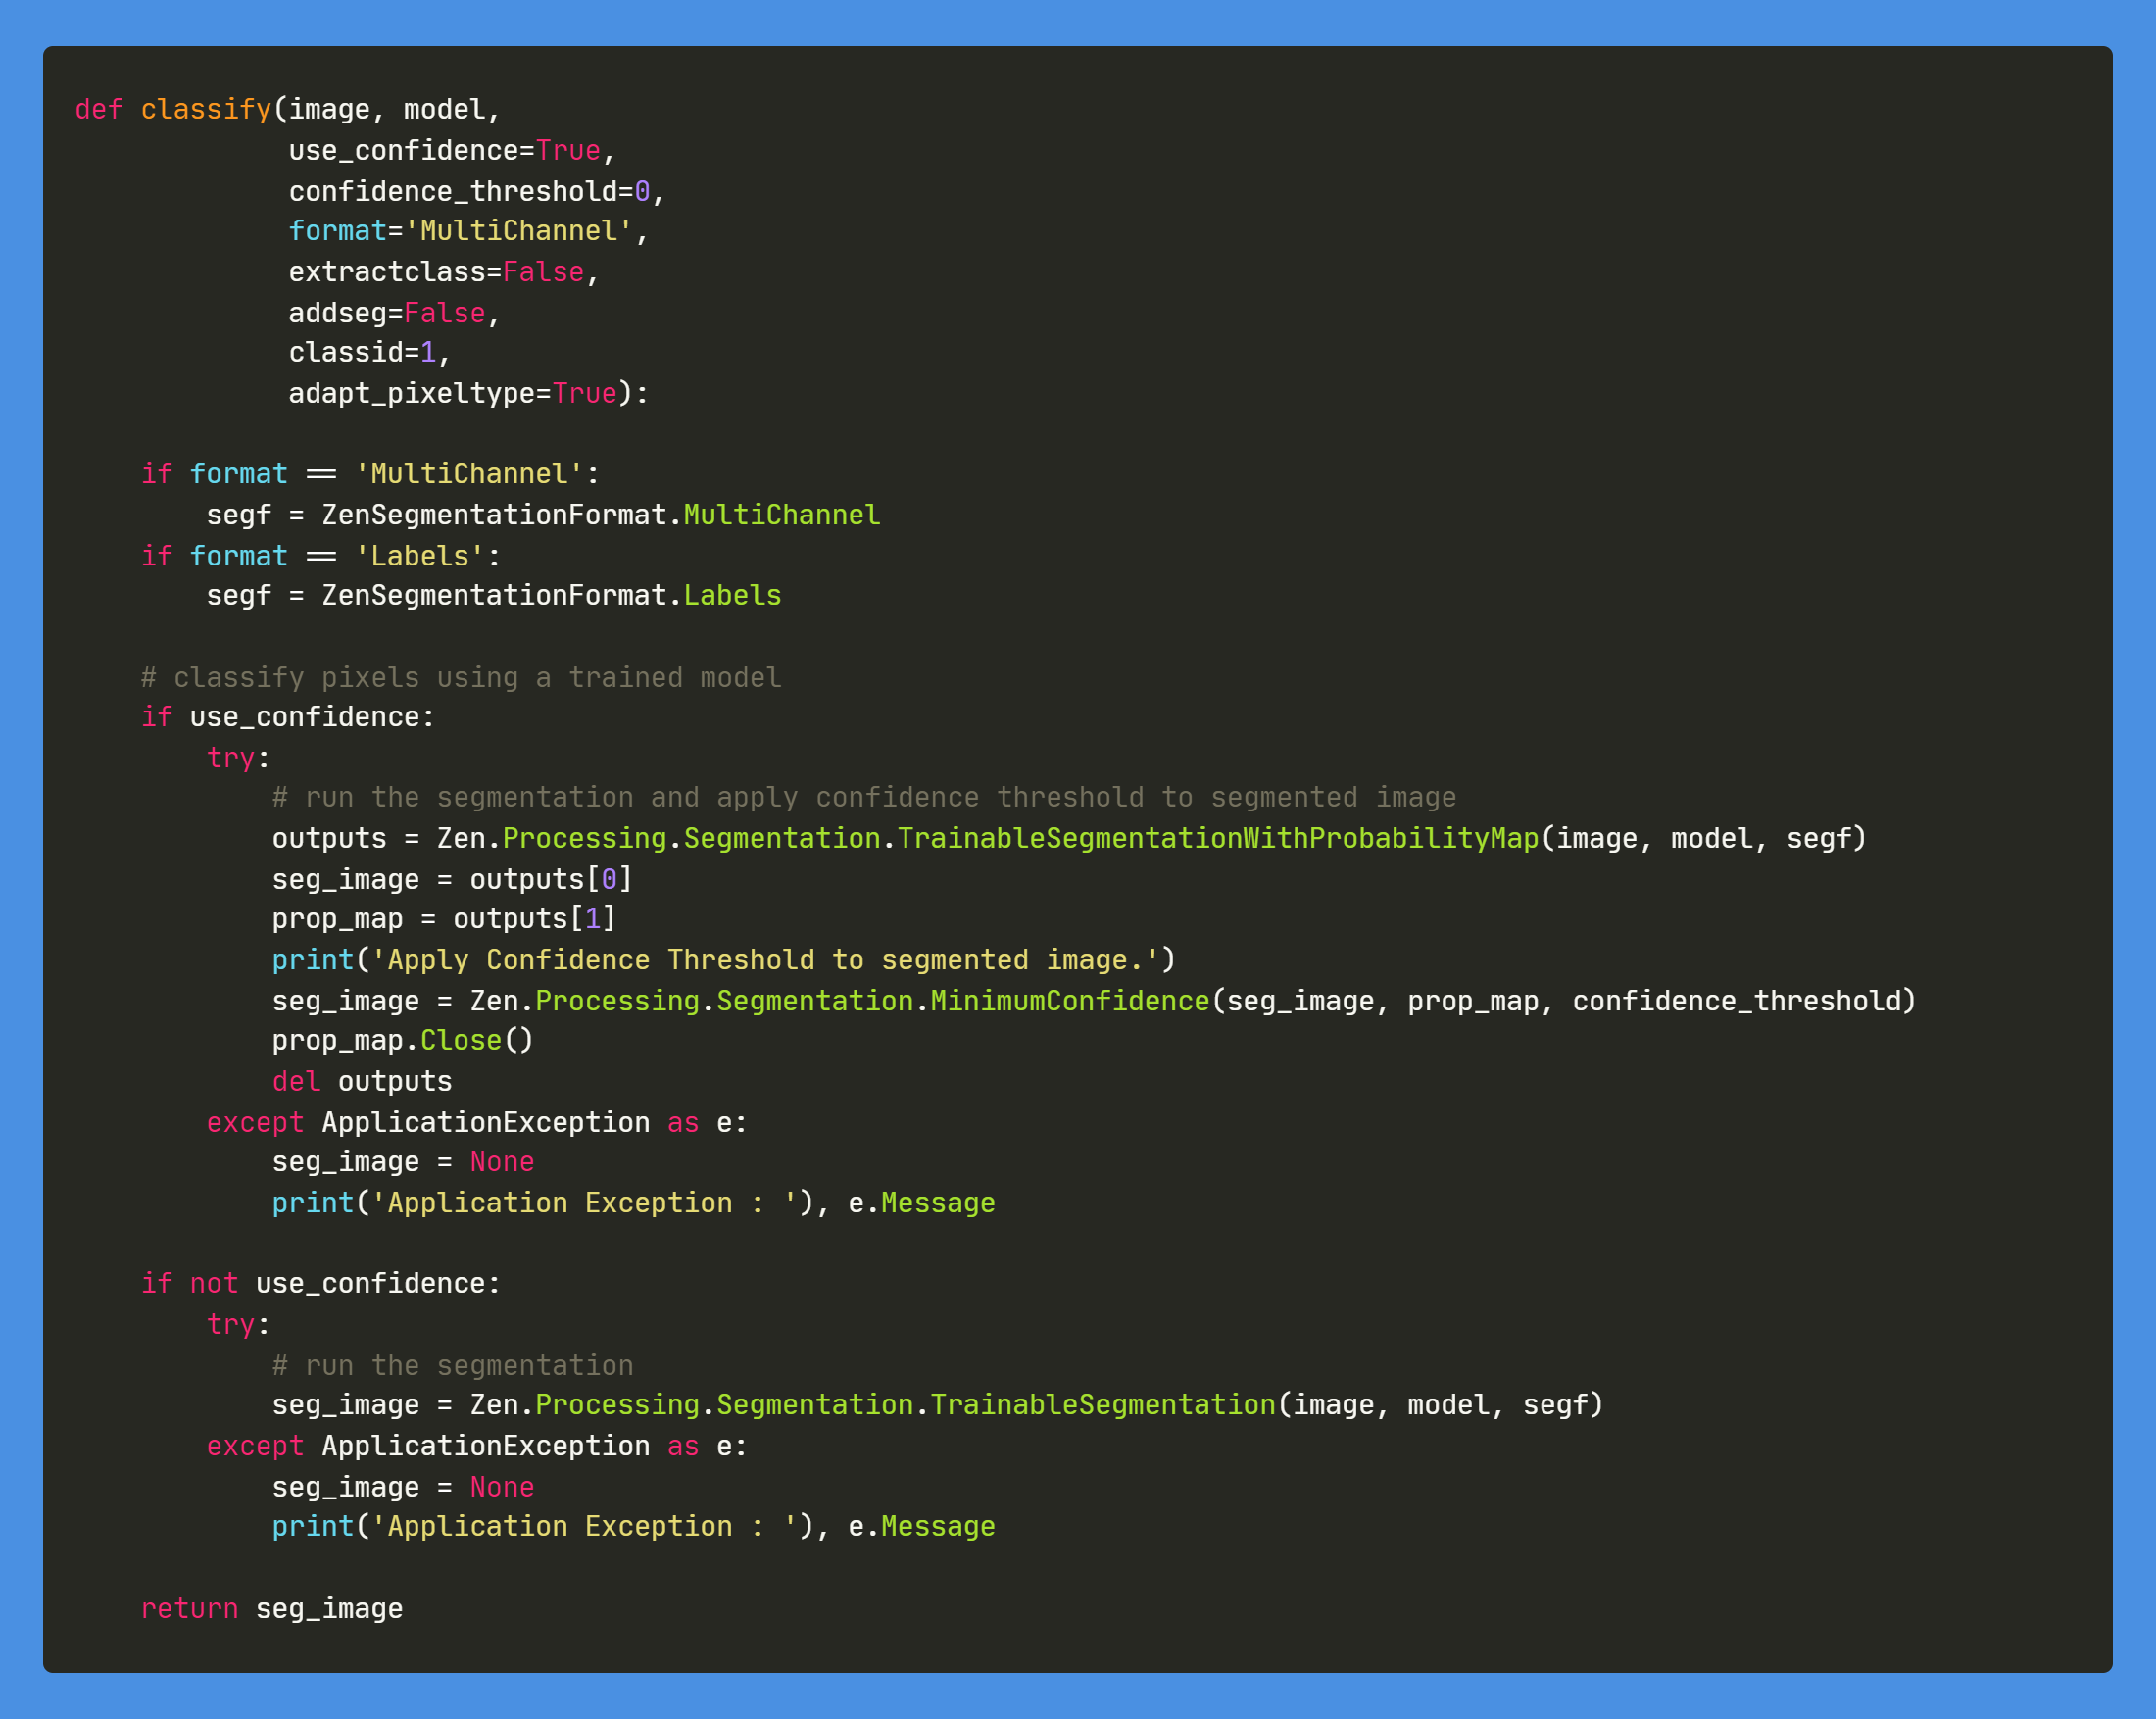 def classify(image, model,
             use_confidence=True,
             confidence_threshold=0,
             format='MultiChannel',
             extractclass=False,
             addseg=False,
             classid=1,
             adapt_pixeltype=True):

    if format == 'MultiChannel':
        segf = ZenSegmentationFormat.MultiChannel
    if format == 'Labels':
        segf = ZenSegmentationFormat.Labels

    # classify pixels using a trained model
    if use_confidence:
        try:
            # run the segmentation and apply confidence threshold to segmented image
            outputs = Zen.Processing.Segmentation.TrainableSegmentationWithProbabilityMap(image, model, segf)
            seg_image = outputs[0]
            prop_map = outputs[1]
            print('Apply Confidence Threshold to segmented image.')
            seg_image = Zen.Processing.Segmentation.MinimumConfidence(seg_image, prop_map, confidence_threshold)
            prop_map.Close()
            del outputs
        except ApplicationException as e:
            seg_image = None
            print('Application Exception : '), e.Message

    if not use_confidence:
        try:
            # run the segmentation
            seg_image = Zen.Processing.Segmentation.TrainableSegmentation(image, model, segf)
        except ApplicationException as e:
            seg_image = None
            print('Application Exception : '), e.Message

    return seg_image